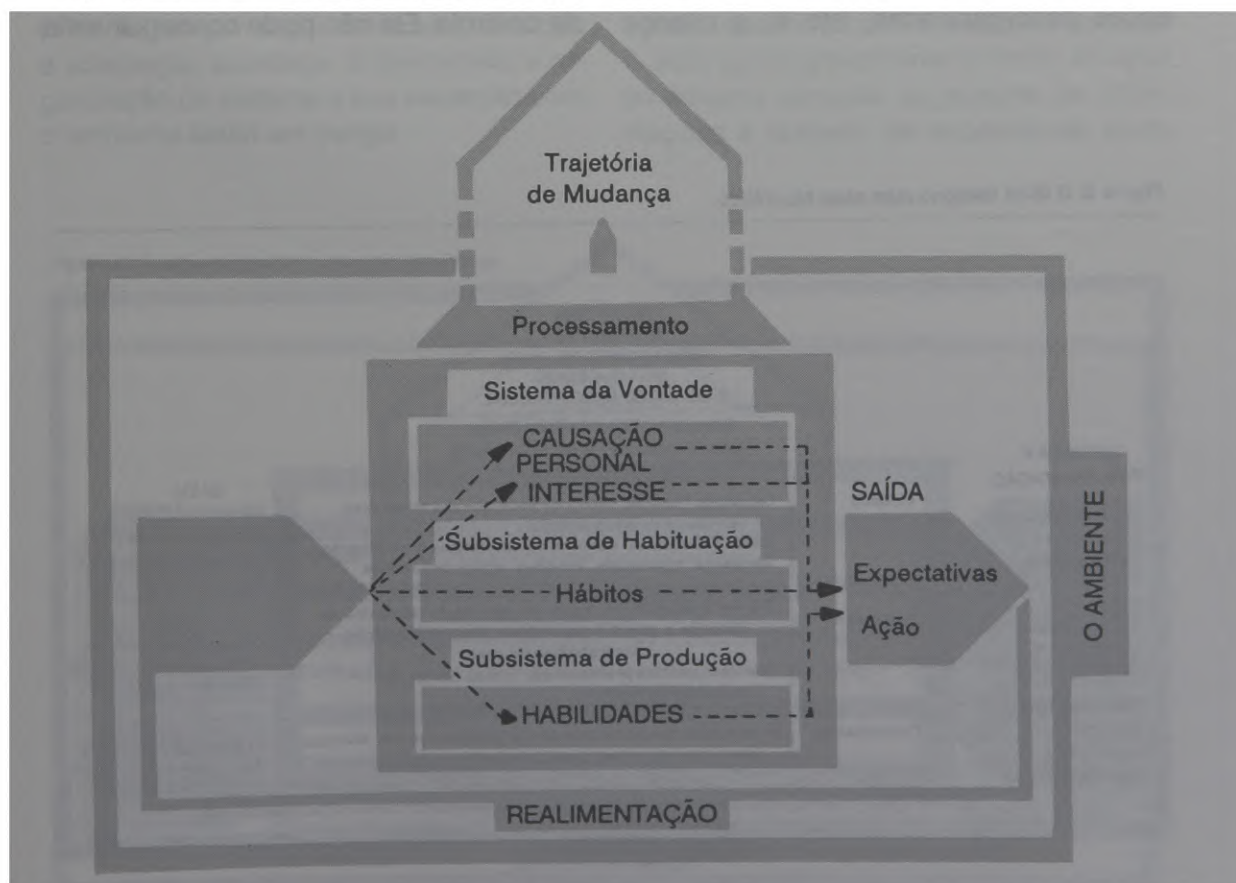 Trajetória
de Mudança
Processamento
Sistema da Vontade
CAUSAÇÃO
PERSONAL
INTERESSE
SAÍDA
Subsistema de Habituação
Hábitos
Expectativas
Ação
Subsistema de Produção
HABILIDADES
O AMBIENTE
REALIMENTAÇÃO